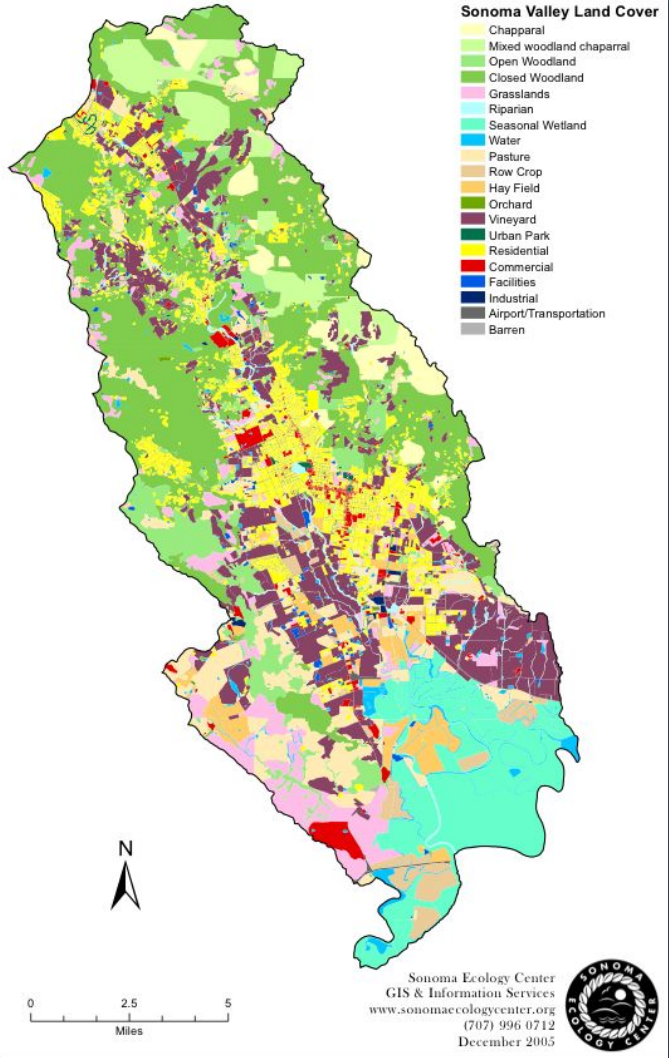 Sonoma Valley Land Cover
Chapparal
Mixed woodland chaparral
Open Woodland
Closed Woodland
Grasslands
Riparian
Seasonal Wetland
Water
Pasture
Row Crop
Hay Field
Orchard
Vineyard
Urban Park
Residential
Commercial
Facilities
Industrial
Airport/Transportation
Barren
N
0 2.5 5
Miles
Sonoma Ecology Center
GIS & Information Services
www.sonomaecologycenter.org
(707) 996 0712
December 2005
SONOMA
ECOLOGY CENTER